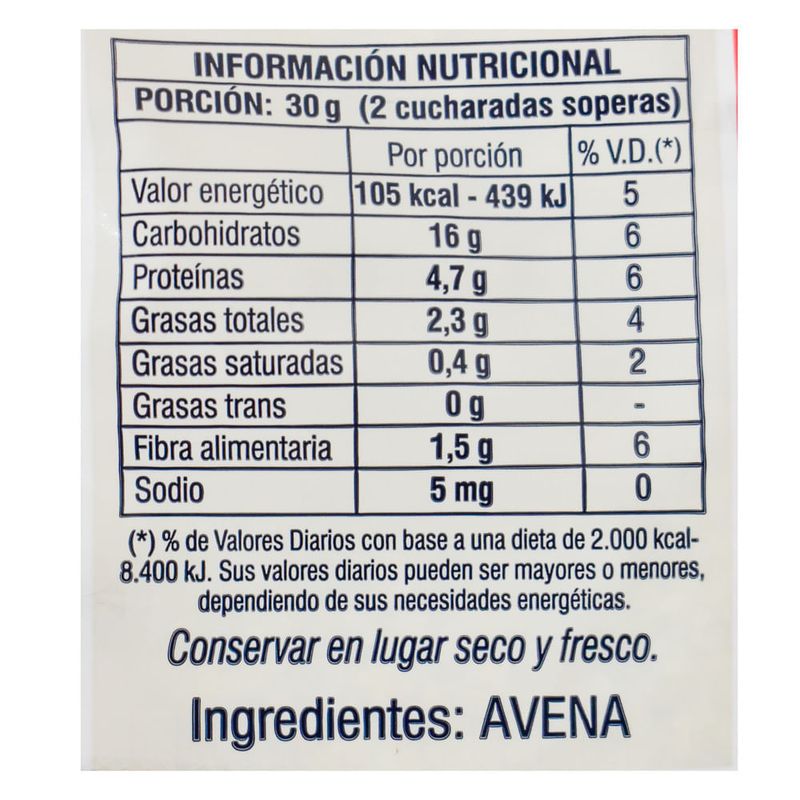 INFORMACIÓN NUTRICIONAL
PORCIÓN: 30 g (2 cucharadas soperas)
Por porción % V.D.(*)
Valor energético 105 kcal - 439 kJ 5
Carbohidratos 16 g 6
Proteínas 4,7 g 6
Grasas totales 2,3 g 4
Grasas saturadas 0,4 g 2
Grasas trans 0 g -
Fibra alimentaria 1,5 g 6
Sodio 5 mg 0
(*) % de Valores Diarios con base a una dieta de 2.000 kcal-
8.400 kJ. Sus valores diarios pueden ser mayores o menores,
dependiendo de sus necesidades energéticas.
Conservar en lugar seco y fresco.
Ingredientes: AVENA